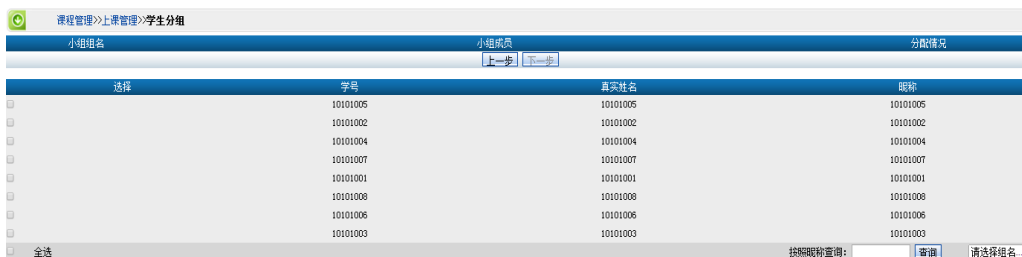 课程管理>>上课管理>>学生分组
小组组名 小组成员 分配情况
上一步 下一步
选择 学号 真实姓名 昵称
10101005 10101005 10101005
10101002 10101002 10101002
10101004 10101004 10101004
10101007 10101007 10101007
10101001 10101001 10101001
10101008 10101008 10101008
10101006 10101006 10101006
10101003 10101003 10101003
全选 按照昵称查询: 查询 请选择组名...